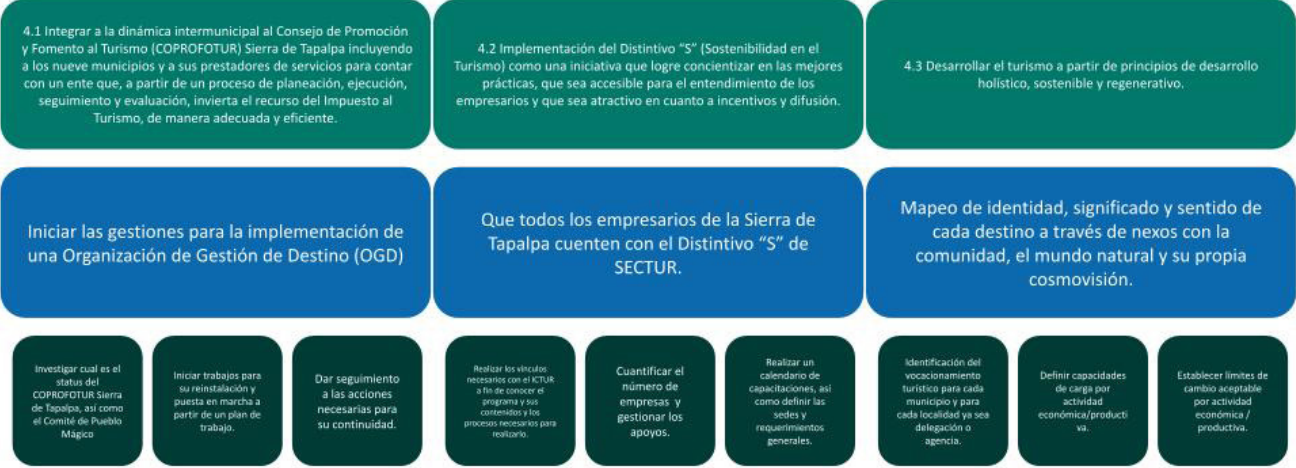 4.1 Integrar a la dinámica intermunicipal al Consejo de Promoción
y Fomento al Turismo (COPROFOTUR) Sierra de Tapalpa incluyendo
a los nueve municipios y a sus prestadores de servicios para contar
con un ente que, a partir de un proceso de planeación, ejecución,
seguimiento y evaluación, invierta el recurso del Impuesto al
Turismo, de manera adecuada y eficiente.
4.2 Implementación del Distintivo “S” (Sostenibilidad en el
Turismo) como una iniciativa que logre concientizar en las mejores
prácticas, que sea accesible para el entendimiento de los
empresarios y que sea atractivo en cuanto a incentivos y difusión.
4.3 Desarrollar el turismo a partir de principios de desarrollo
holístico, sostenible y regenerativo.
Iniciar las gestiones para la implementación de
una Organización de Gestión de Destino (OGD)
Que todos los empresarios de la Sierra de
Tapalpa cuenten con el Distintivo “S” de
SECTUR.
Mapeo de identidad, significado y sentido de
cada destino a través de nexos con la
comunidad, el mundo natural y su propia
cosmovisión.
Investigar cual es el
status del
COPROFOTUR Sierra
de Tapalpa, así como
el Comité de Pueblo
Mágico
Iniciar trabajos para
su reinstalación y
puesta en marcha a
partir de un plan de
trabajo.
Dar seguimiento
a las acciones
necesarias para
su continuidad.
Realizar los vínculos
necesarios con el ICTUR
a fin de conocer el
programa y sus
contenidos y los
procesos necesarios para
realizarlo.
Cuantificar el
número de
empresas y
gestionar los
apoyos.
Realizar un
calendario de
capacitaciones, así
como definir las
sedes y
requerimientos
generales.
Identificación del
vocacionamiento
turístico para cada
municipio y para
cada localidad ya sea
delegación o
agencia.
Definir capacidades
de carga por
actividad
económica/producti
va.
Establecer límites de
cambio aceptable
por actividad
económica /
productiva.